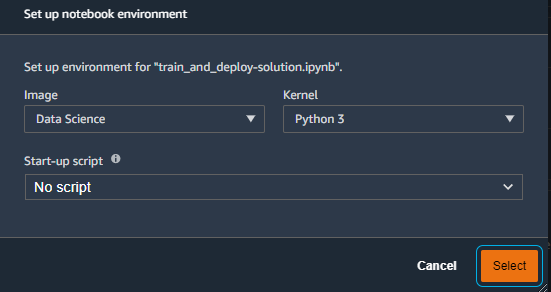 Set up notebook environment
Set up environment for "train_and_deploy-solution.ipynb".
Image
Kernel
Data Science
Python 3
Start-up script
No script
Cancel
Select